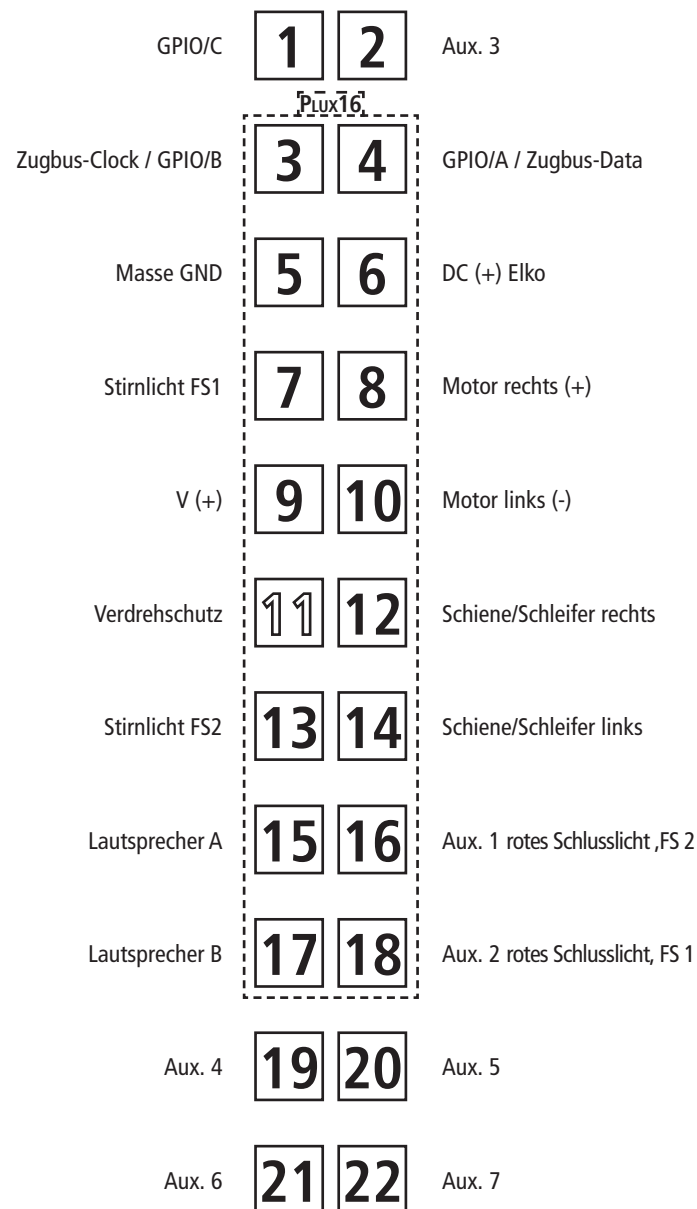 GPIO/C 1 2 Aux. 3
PLUX16
Zugbus-Clock / GPIO/B 3 4 GPIO/A / Zugbus-Data
Masse GND 5 6 DC (+) Elko
Stirnlicht FS1 7 8 Motor rechts (+)
V (+) 9 10 Motor links (-)
Verdrehschutz 11 12 Schiene/Schleifer rechts
Stirnlicht FS2 13 14 Schiene/Schleifer links
Lautsprecher A 15 16 Aux. 1 rotes Schlusslicht ,FS 2
Lautsprecher B 17 18 Aux. 2 rotes Schlusslicht, FS 1
Aux. 4 19 20 Aux. 5
Aux. 6 21 22 Aux. 7